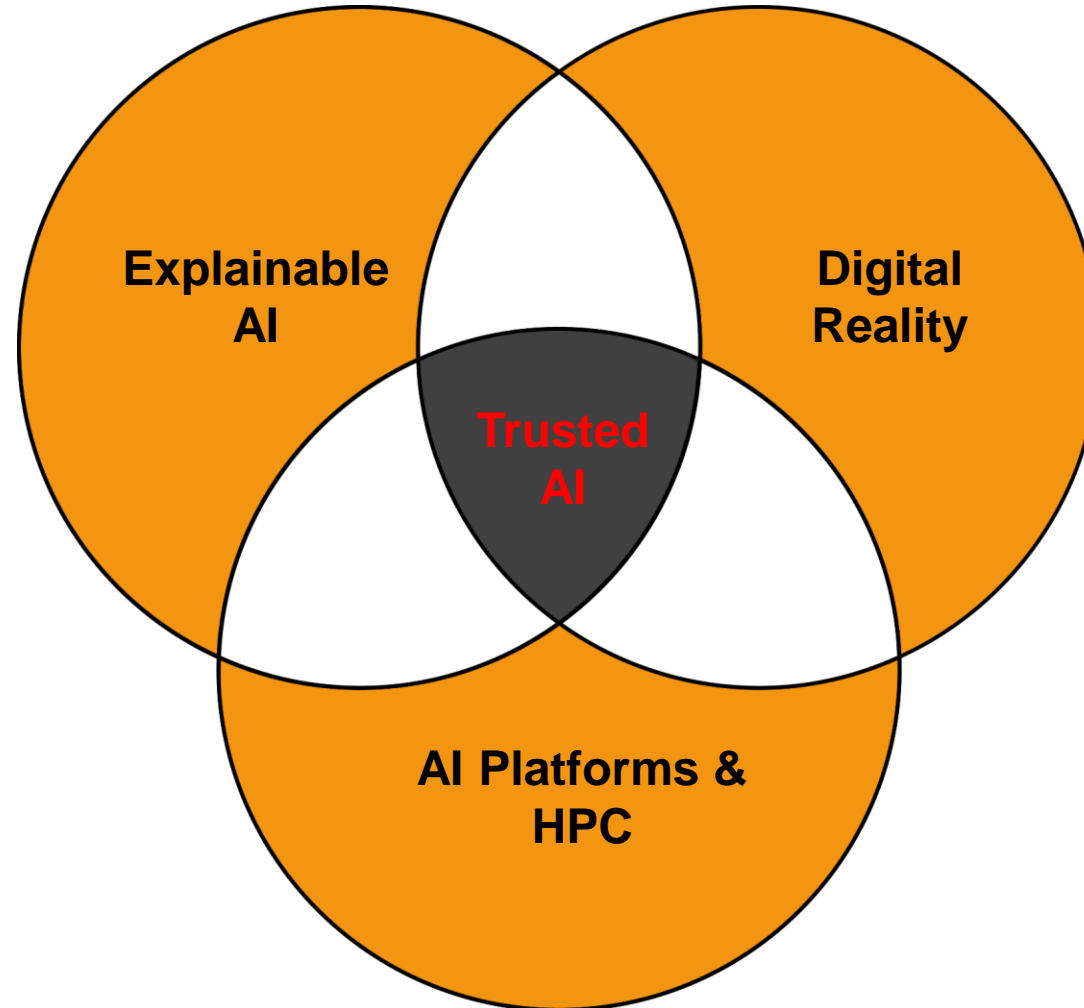 Explainable
AI
Digital
Reality
Trusted
AI
AI Platforms &
HPC